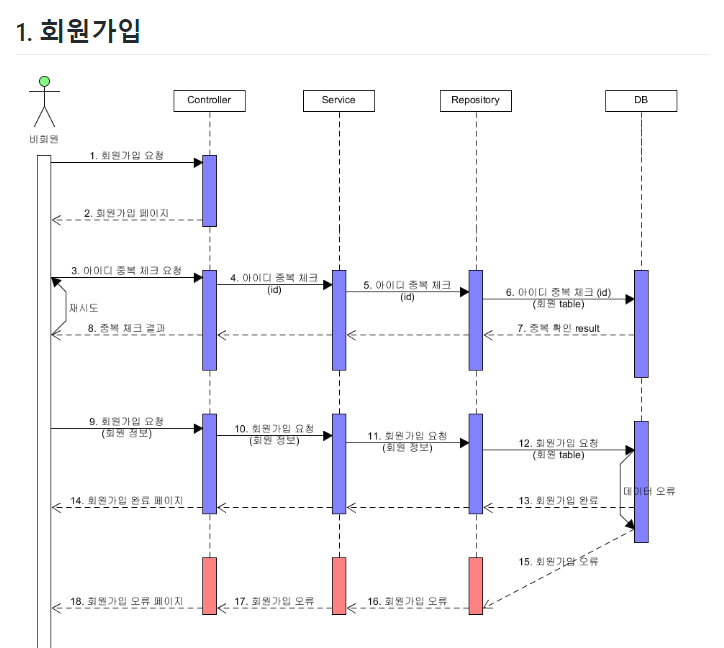 1. 회원가입
Controller
Service
Repository
DB
비회원
1. 회원가입 요청
2. 회원가입 페이지
3. 아이디 중복 체크 요청
4. 아이디 중복 체크
(id)
5. 아이디 중복 체크
(id)
6. 아이디 중복 체크 (id)
(회원 table)
재시도
7. 중복 확인 result
8. 중복 체크 결과
9. 회원가입 요청
(회원 정보)
10. 회원가입 요청
(회원 정보)
11. 회원가입 요청
(회원 정보)
12. 회원가입 요청
(회원 table)
데이터 오류
13. 회원가입 완료
14. 회원가입 완료 페이지
15. 회원가입 오류
16. 회원가입 오류
17. 회원가입 오류
18. 회원가입 오류 페이지